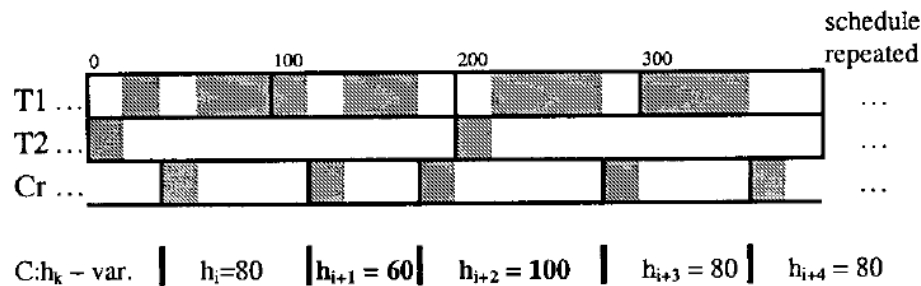 schedule
repeated
0 100 200 300
T1 ... ...
T2 ... ...
Cr ... ...
C:hₖ – var. hᵢ=80 hᵢ₊₁ = 60 hᵢ₊₂ = 100 hᵢ₊₃ = 80 hᵢ₊₄ = 80